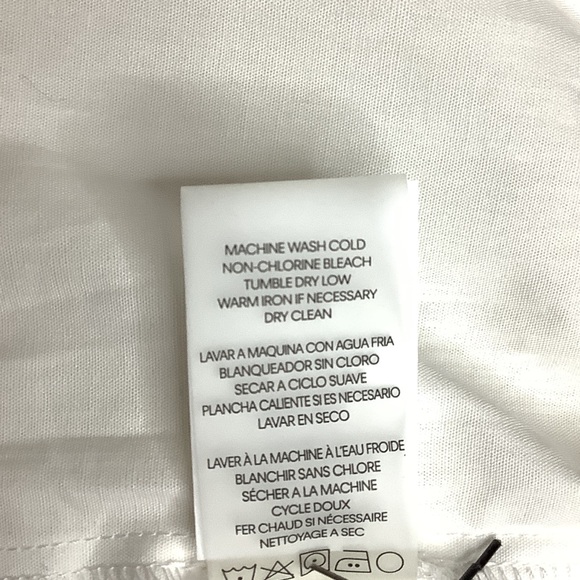 MACHINE WASH COLD
NON-CHLORINE BLEACH
TUMBLE DRY LOW
WARM IRON IF NECESSARY
DRY CLEAN
LAVAR A MAQUINA CON AGUA FRIA
BLANQUEADOR SIN CLORO
SECAR A CICLO SUAVE
PLANCHA CALIENTE SI ES NECESARIO
LAVAR EN SECO
LAVER À LA MACHINE À L'EAU FROIDE
BLANCHIR SANS CHLORE
SÉCHER A LA MACHINE
CYCLE DOUX
FER CHAUD SI NÉCESSAIRE
NETTOYAGE A SEC